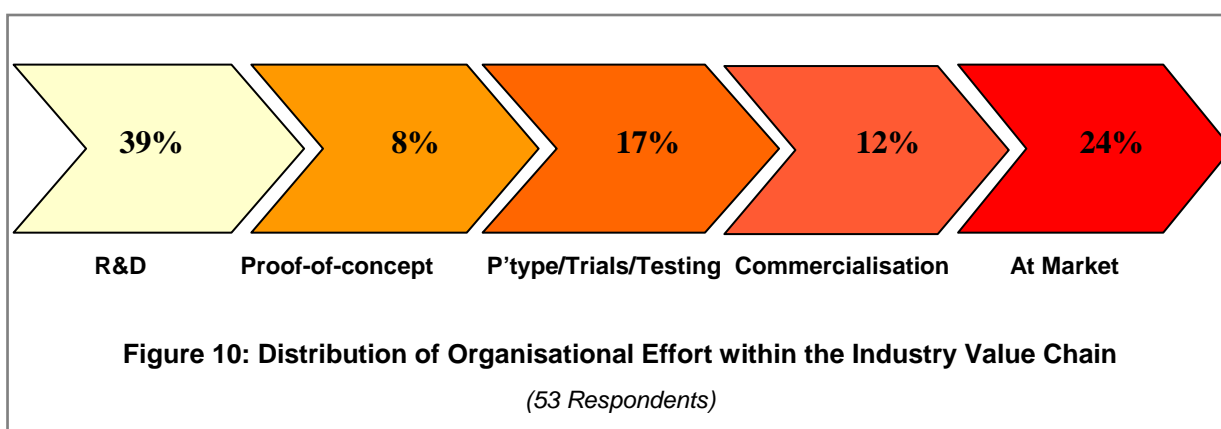 39% 8% 17% 12% 24%
R&D Proof-of-concept P’type/Trials/Testing Commercialisation At Market
Figure 10: Distribution of Organisational Effort within the Industry Value Chain
(53 Respondents)